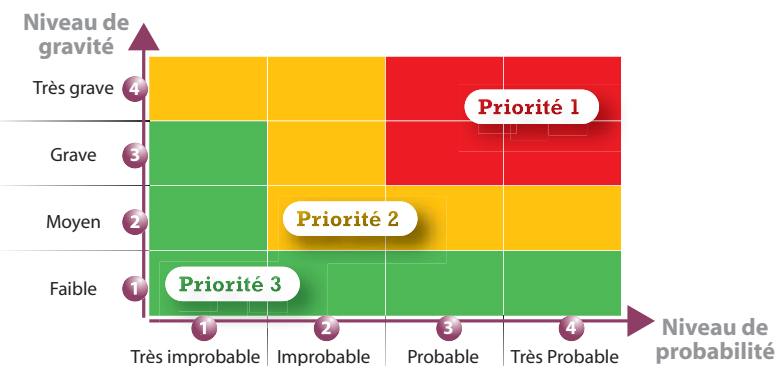 Niveau de
gravité
Très grave 4
Priorité 1
Grave 3
Moyen 2
Priorité 2
Faible 1
Priorité 3
1 2 3 4
Très improbable Improbable Probable Très Probable
Niveau de
probabilité